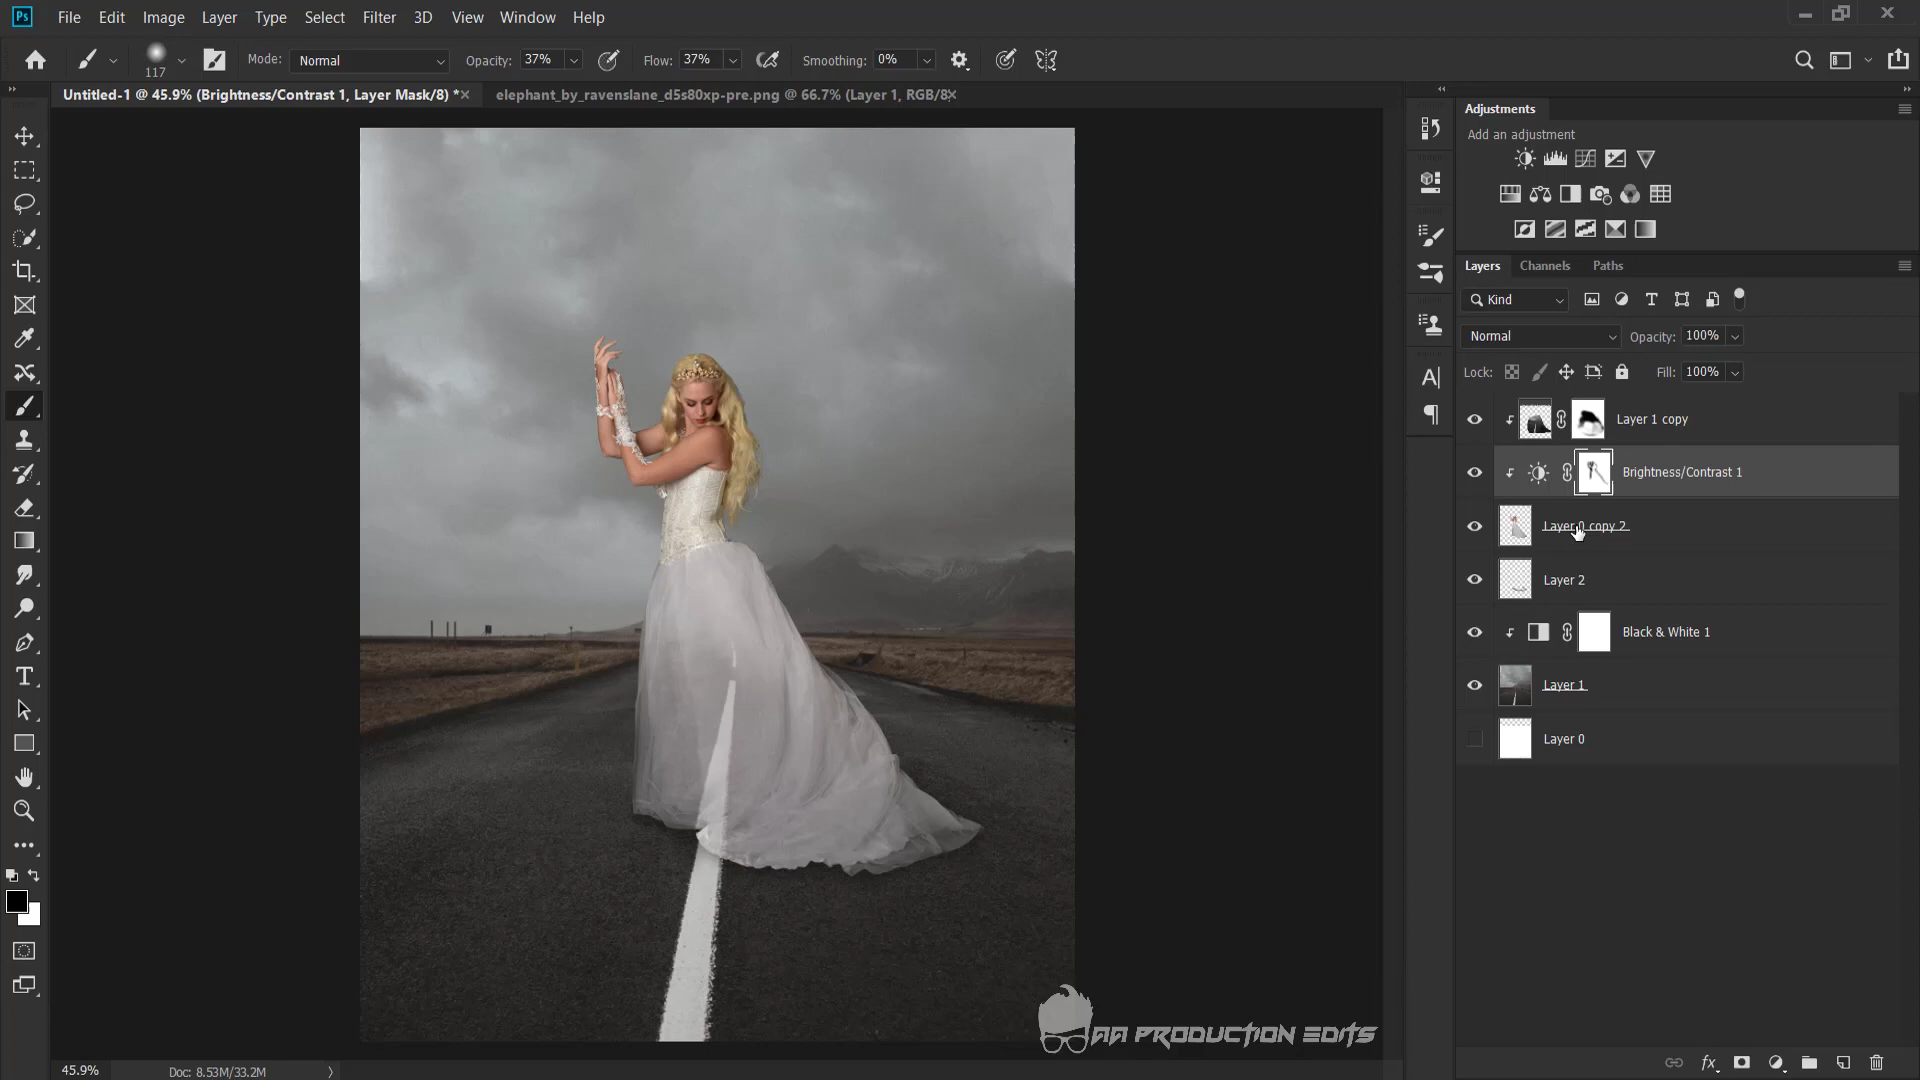 Ps File Edit Image Layer Type Select Filter 3D View Window Help
117 Mode: Normal Opacity: 37% Flow: 37% Smoothing: 0%
Untitled-1 @ 45.9% (Brightness/Contrast 1, Layer Mask/8) * elephant_by_ravenslane_d5s80xp-pre.png @ 66.7% (Layer 1, RGB/8)
Adjustments
Add an adjustment
Layers Channels Paths
Kind
Normal Opacity: 100%
Lock: Fill: 100%
Layer 1 copy
Brightness/Contrast 1
Layer 0 copy 2
Layer 2
Black & White 1
Layer 1
Layer 0
AA PRODUCTION EDITS
45.9% Doc: 8.53M/33.2M
fx